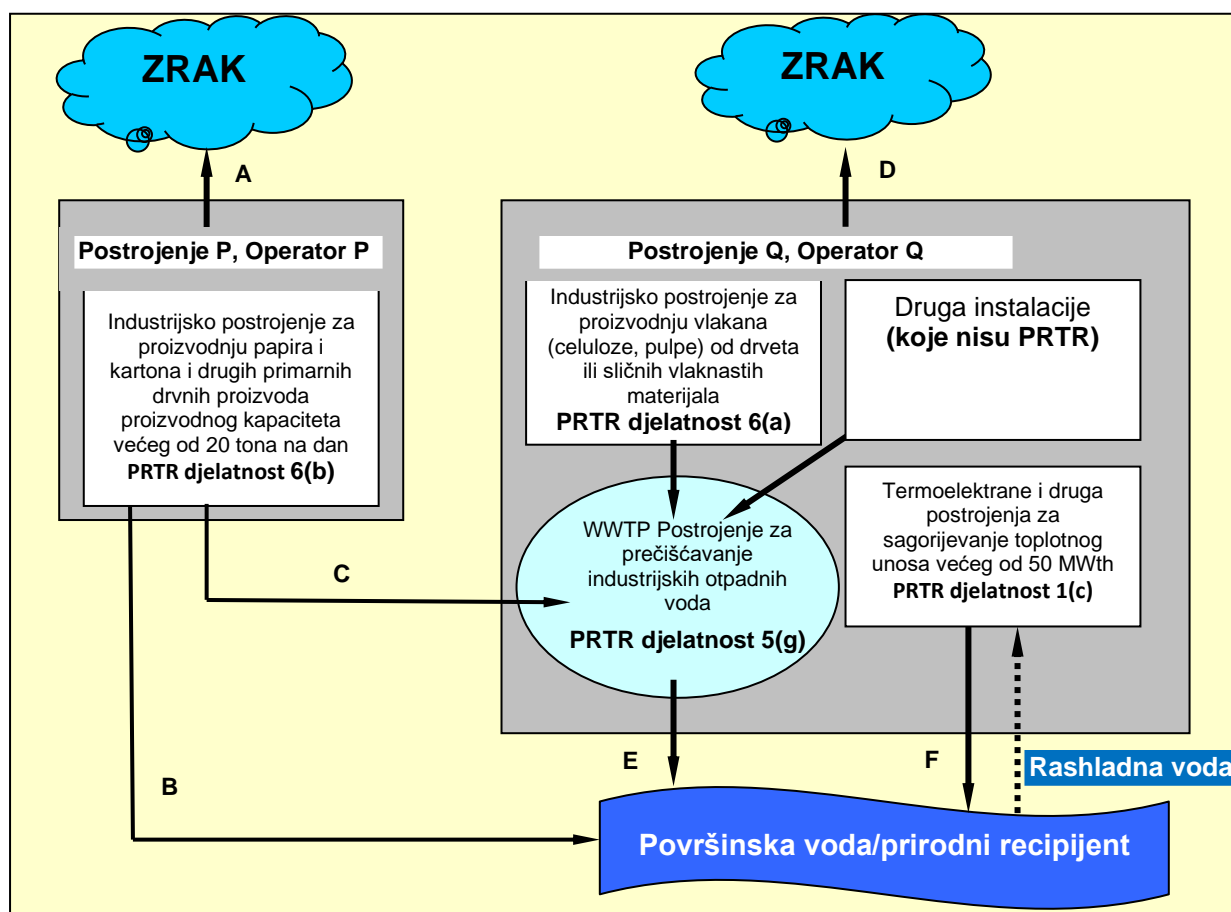 ZRAK
ZRAK
A
D
Postrojenje P, Operator P
Industrijsko postrojenje za
proizvodnju papira i
kartona i drugih primarnih
drvnih proizvoda
proizvodnog kapaciteta
većeg od 20 tona na dan
PRTR djelatnost 6(b)
Postrojenje Q, Operator Q
Industrijsko postrojenje za
proizvodnju vlakana
(celuloze, pulpe) od drveta
ili sličnih vlaknastih
materijala
PRTR djelatnost 6(a)
Druga instalacije
(koje nisu PRTR)
WWTP Postrojenje za
prečišćavanje
industrijskih otpadnih
voda
PRTR djelatnost 5(g)
Termoelektrane i druga
postrojenja za
sagorijevanje toplotnog
unosa većeg od 50 MWth
PRTR djelatnost 1(c)
C
B
E
F
Rashladna voda
Površinska voda/prirodni recipijent